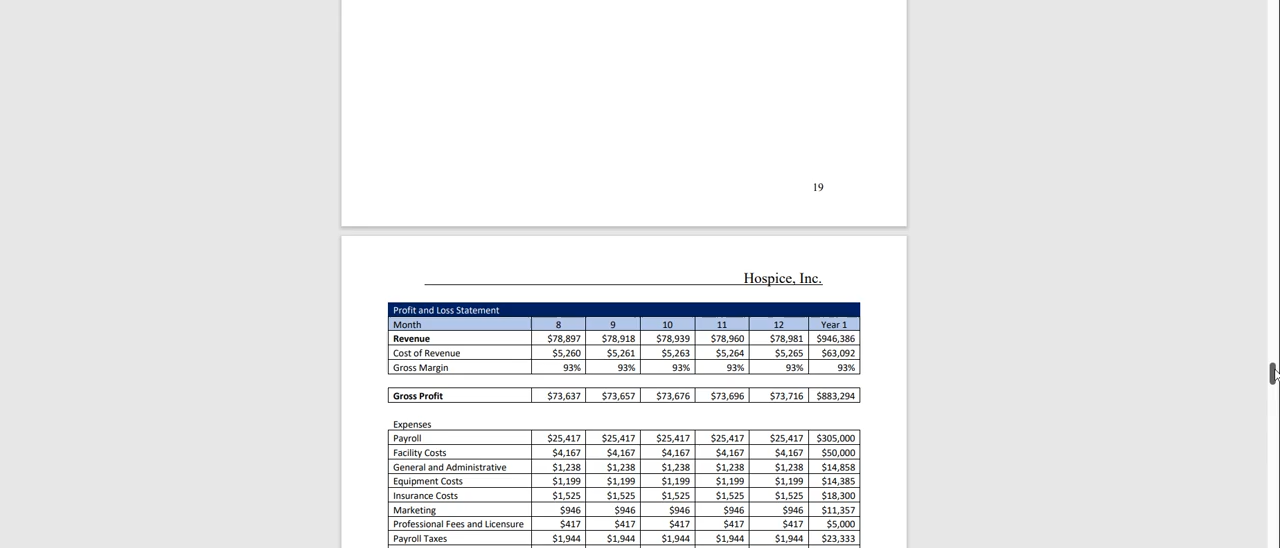 19
Hospice, Inc.
Profit and Loss Statement
Month 8 9 10 11 12 Year 1
Revenue $78,897 $78,918 $78,939 $78,960 $78,981 $946,386
Cost of Revenue $5,260 $5,261 $5,263 $5,264 $5,265 $63,092
Gross Margin 93% 93% 93% 93% 93% 93%
Gross Profit $73,637 $73,657 $73,676 $73,696 $73,716 $883,294
Expenses
Payroll $25,417 $25,417 $25,417 $25,417 $25,417 $305,000
Facility Costs $4,167 $4,167 $4,167 $4,167 $4,167 $50,000
General and Administrative $1,238 $1,238 $1,238 $1,238 $1,238 $14,858
Equipment Costs $1,199 $1,199 $1,199 $1,199 $1,199 $14,385
Insurance Costs $1,525 $1,525 $1,525 $1,525 $1,525 $18,300
Marketing $946 $946 $946 $946 $946 $11,357
Professional Fees and Licensure $417 $417 $417 $417 $417 $5,000
Payroll Taxes $1,944 $1,944 $1,944 $1,944 $1,944 $23,333